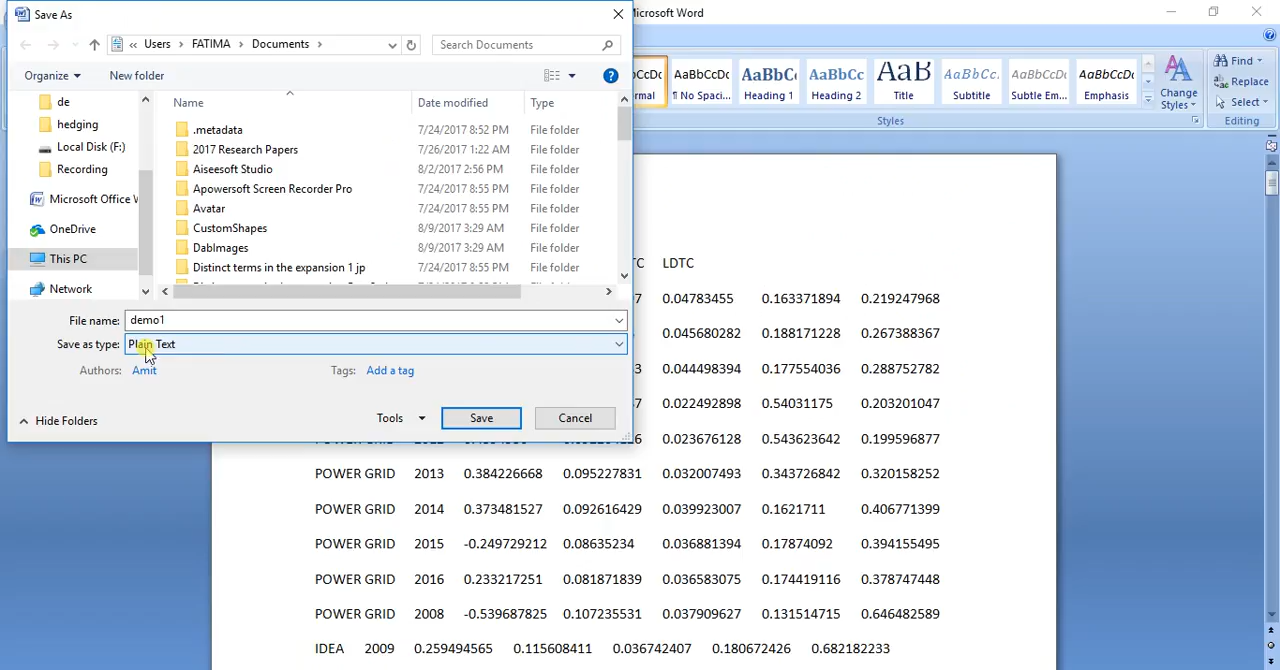 Save As
Microsoft Word
« Users › FATIMA › Documents ›
Search Documents
Organize
New folder
de
hedging
Local Disk (F:)
Recording
Microsoft Office W
OneDrive
This PC
Network
Name Date modified Type
.metadata 7/24/2017 8:52 PM File folder
2017 Research Papers 7/26/2017 1:22 AM File folder
Aiseesoft Studio 8/2/2017 2:56 PM File folder
Apowersoft Screen Recorder Pro 7/24/2017 8:55 PM File folder
Avatar 7/24/2017 8:55 PM File folder
CustomShapes 8/9/2017 3:29 AM File folder
DabImages 8/9/2017 3:29 AM File folder
Distinct terms in the expansion 1 jp 7/24/2017 8:55 PM File folder
File name: demo1
Save as type: Plain Text
Authors: Amit
Tags: Add a tag
Hide Folders
Tools
Save
Cancel
AaBbCcDc AaBbC AaBbCc AaB AaBbCc. AaBbCcDc AaBbCcDc
¶ No Spaci... Heading 1 Heading 2 Title Subtitle Subtle Em... Emphasis
Change
Styles
Find
Replace
Select
Styles
Editing
LDTC
0.04783455 0.163371894 0.219247968
0.045680282 0.188171228 0.267388367
0.044498394 0.177554036 0.288752782
0.022492898 0.54031175 0.203201047
0.023676128 0.543623642 0.199596877
POWER GRID 2013 0.384226668 0.095227831 0.032007493 0.343726842 0.320158252
POWER GRID 2014 0.373481527 0.092616429 0.039923007 0.1621711 0.406771399
POWER GRID 2015 -0.249729212 0.08635234 0.036881394 0.17874092 0.394155495
POWER GRID 2016 0.233217251 0.081871839 0.036583075 0.174419116 0.378747448
POWER GRID 2008 -0.539687825 0.107235531 0.037909627 0.131514715 0.646482589
IDEA 2009 0.259494565 0.115608411 0.036742407 0.180672426 0.682182233